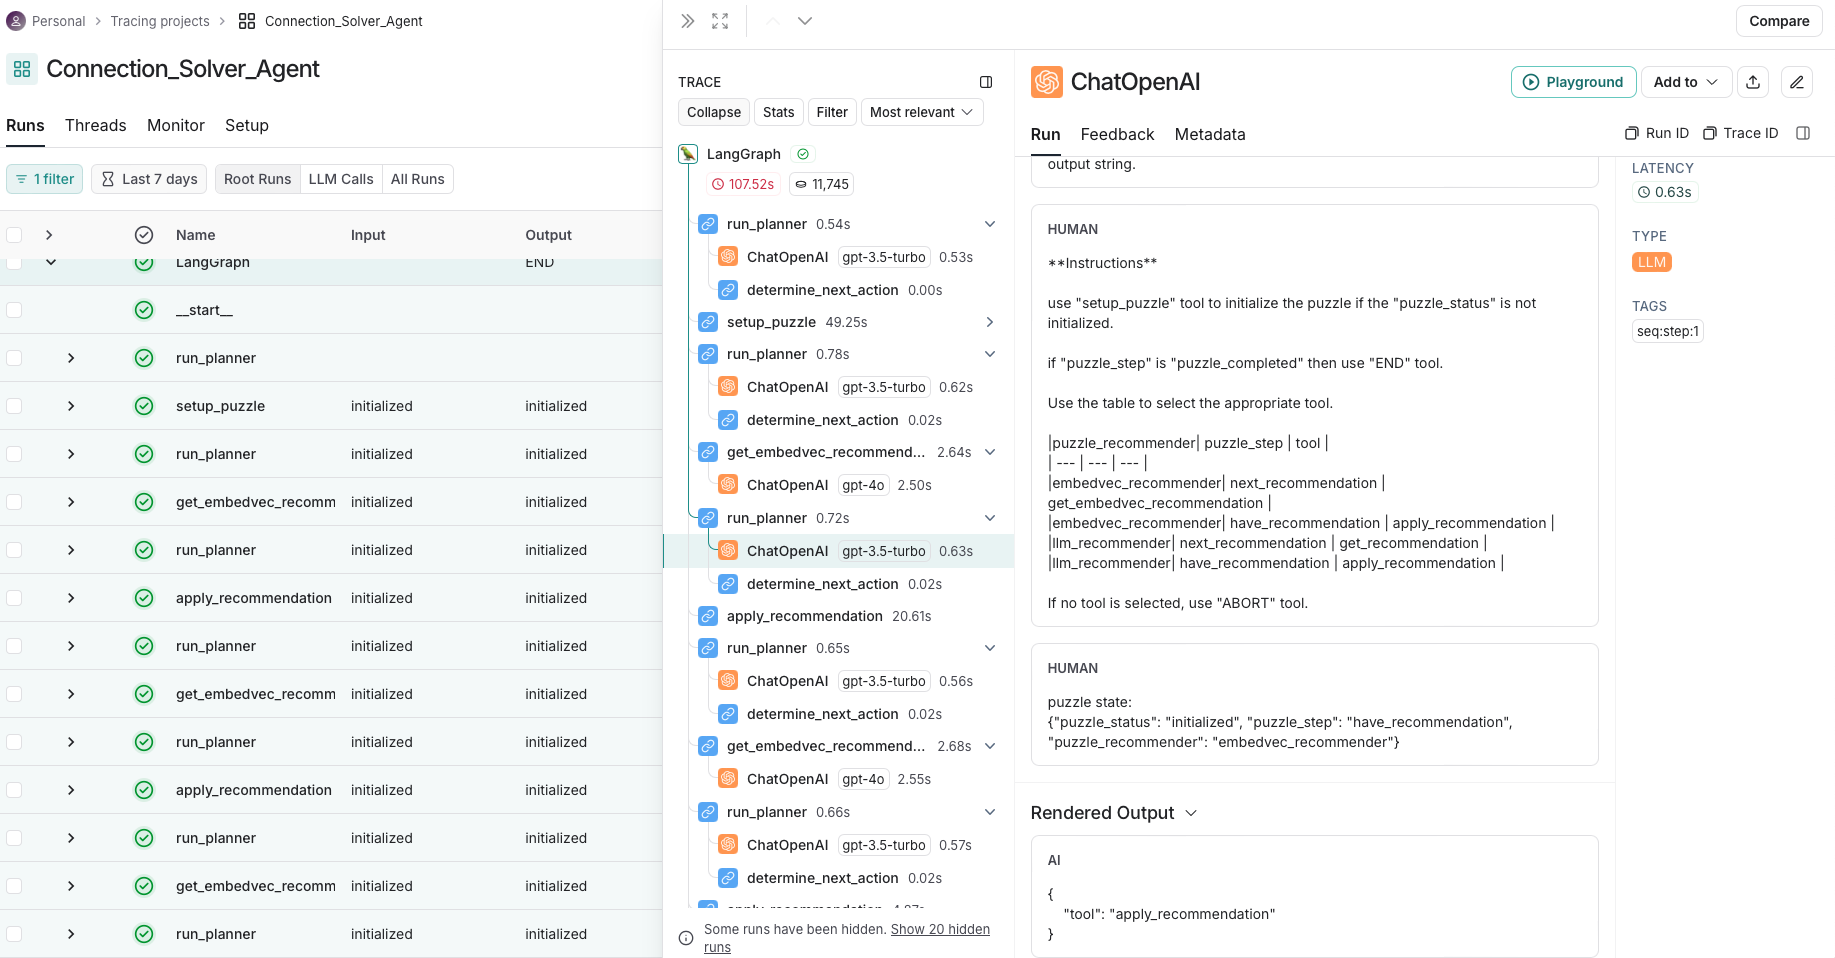 Personal
Tracing projects
Connection_Solver_Agent
Connection_Solver_Agent
Runs Threads Monitor Setup
1 filter Last 7 days Root Runs LLM Calls All Runs
Name Input Output
LangGraph END
__start__
run_planner
setup_puzzle initialized initialized
run_planner initialized initialized
get_embedvec_recomm initialized initialized
run_planner initialized initialized
apply_recommendation initialized initialized
run_planner initialized initialized
get_embedvec_recomm initialized initialized
run_planner initialized initialized
apply_recommendation initialized initialized
run_planner initialized initialized
get_embedvec_recomm initialized initialized
run_planner initialized initialized
Compare
TRACE
Collapse Stats Filter Most relevant
LangGraph
107.52s 11,745
run_planner 0.54s
ChatOpenAI gpt-3.5-turbo 0.53s
determine_next_action 0.00s
setup_puzzle 49.25s
run_planner 0.78s
ChatOpenAI gpt-3.5-turbo 0.62s
determine_next_action 0.02s
get_embedvec_recommend... 2.64s
ChatOpenAI gpt-4o 2.50s
run_planner 0.72s
ChatOpenAI gpt-3.5-turbo 0.63s
determine_next_action 0.02s
apply_recommendation 20.61s
run_planner 0.65s
ChatOpenAI gpt-3.5-turbo 0.56s
determine_next_action 0.02s
get_embedvec_recommend... 2.68s
ChatOpenAI gpt-4o 2.55s
run_planner 0.66s
ChatOpenAI gpt-3.5-turbo 0.57s
determine_next_action 0.02s
Some runs have been hidden. Show 20 hidden
runs
ChatOpenAI
Playground Add to
Run Feedback Metadata
Run ID Trace ID
output string.
HUMAN
**Instructions**
use "setup_puzzle" tool to initialize the puzzle if the "puzzle_status" is not
initialized.
if "puzzle_step" is "puzzle_completed" then use "END" tool.
Use the table to select the appropriate tool.
|puzzle_recommender| puzzle_step | tool |
| --- | --- | --- |
|embedvec_recommender| next_recommendation |
get_embedvec_recommendation |
|embedvec_recommender| have_recommendation | apply_recommendation |
|llm_recommender| next_recommendation | get_recommendation |
|llm_recommender| have_recommendation | apply_recommendation |
If no tool is selected, use "ABORT" tool.
HUMAN
puzzle state:
{"puzzle_status": "initialized", "puzzle_step": "have_recommendation",
"puzzle_recommender": "embedvec_recommender"}
Rendered Output
AI
{
"tool": "apply_recommendation"
}
LATENCY
0.63s
TYPE
LLM
TAGS
seq:step:1